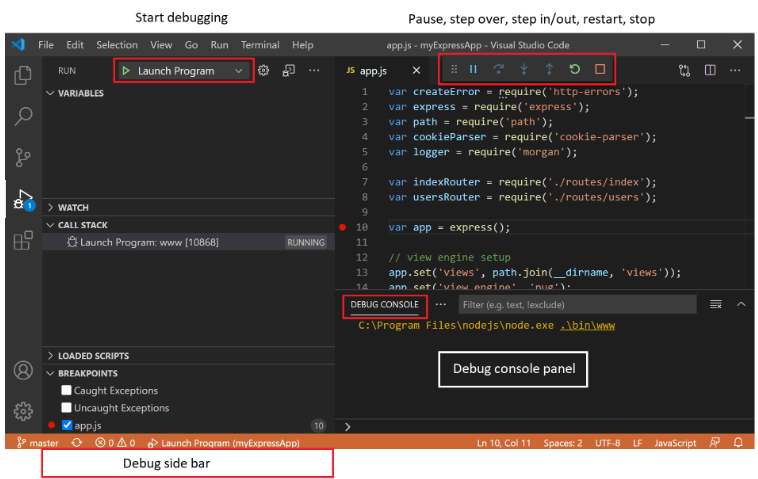 Start debugging
Pause, step over, step in/out, restart, stop
File Edit Selection View Go Run Terminal Help
app.js - myExpressApp - Visual Studio Code
RUN
Launch Program
VARIABLES
WATCH
CALL STACK
Launch Program: www [10868] RUNNING
LOADED SCRIPTS
BREAKPOINTS
Caught Exceptions
Uncaught Exceptions
app.js 10
JS app.js
1 var createError = require('http-errors');
2 var express = require('express');
3 var path = require('path');
4 var cookieParser = require('cookie-parser');
5 var logger = require('morgan');
6
7 var indexRouter = require('./routes/index');
8 var usersRouter = require('./routes/users');
9
10 var app = express();
11
12 // view engine setup
13 app.set('views', path.join(__dirname, 'views'));
14 app.set('view engine', 'pug');
DEBUG CONSOLE
Filter (e.g. text, !exclude)
C:\Program Files\nodejs\node.exe .\bin\www
Debug console panel
1
master 0 0 Launch Program (myExpressApp) Ln 10, Col 11 Spaces: 2 UTF-8 LF JavaScript
Debug side bar